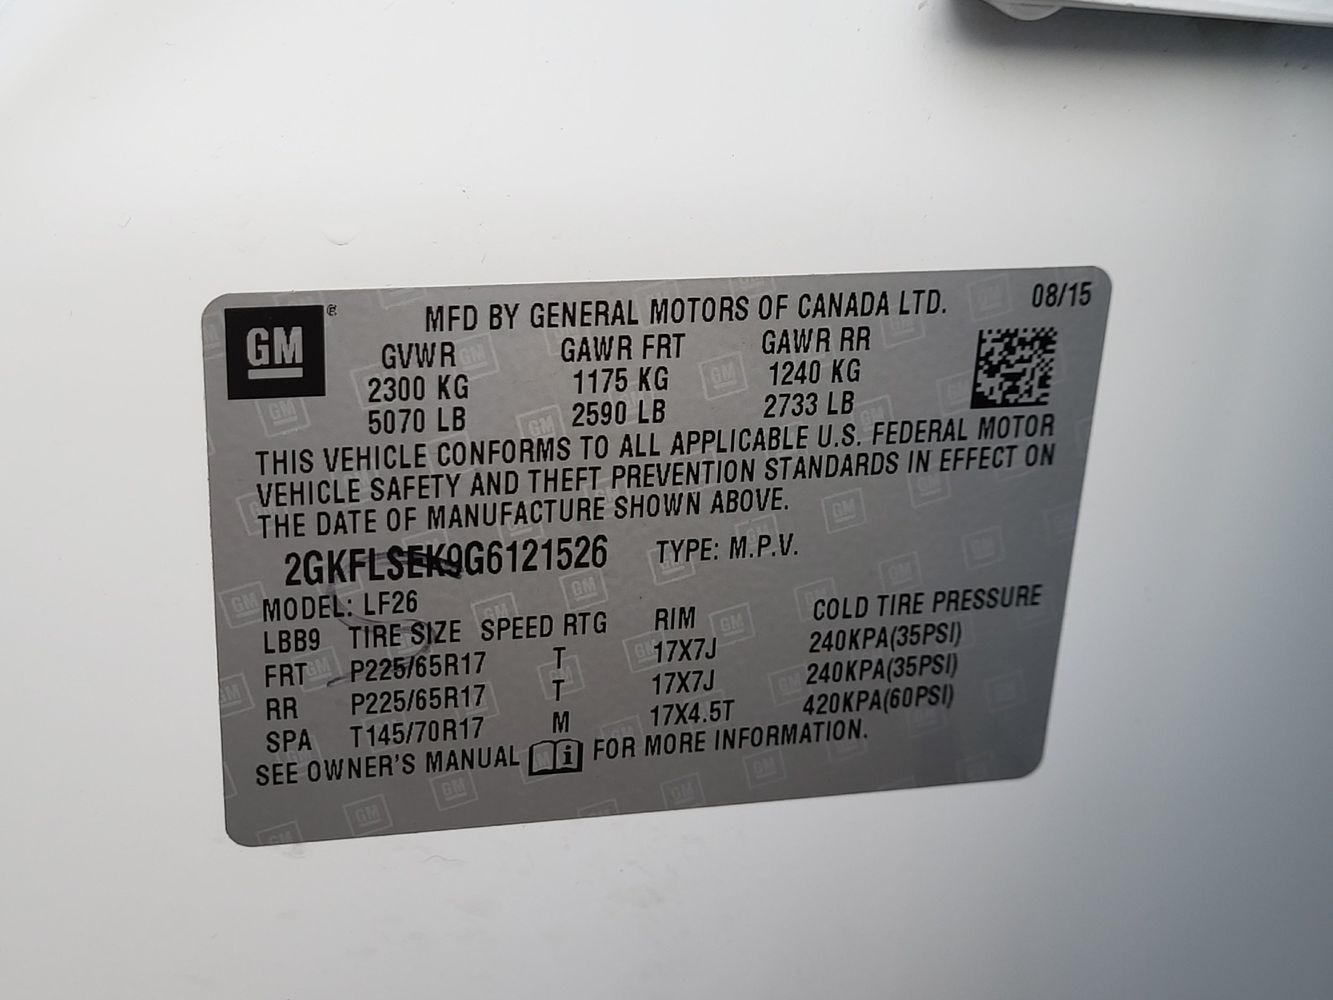 GM ® MFD BY GENERAL MOTORS OF CANADA LTD. 08/15
GVWR GAWR FRT GAWR RR
2300 KG 1175 KG 1240 KG
5070 LB 2590 LB 2733 LB
THIS VEHICLE CONFORMS TO ALL APPLICABLE U.S. FEDERAL MOTOR
VEHICLE SAFETY AND THEFT PREVENTION STANDARDS IN EFFECT ON
THE DATE OF MANUFACTURE SHOWN ABOVE.
2GKFLSEK9G6121526 TYPE: M.P.V.
MODEL: LF26
LBB9 TIRE SIZE SPEED RTG RIM COLD TIRE PRESSURE
FRT P225/65R17 T 17X7J 240KPA(35PSI)
RR P225/65R17 T 17X7J 240KPA(35PSI)
SPA T145/70R17 M 17X4.5T 420KPA(60PSI)
SEE OWNER'S MANUAL i FOR MORE INFORMATION.